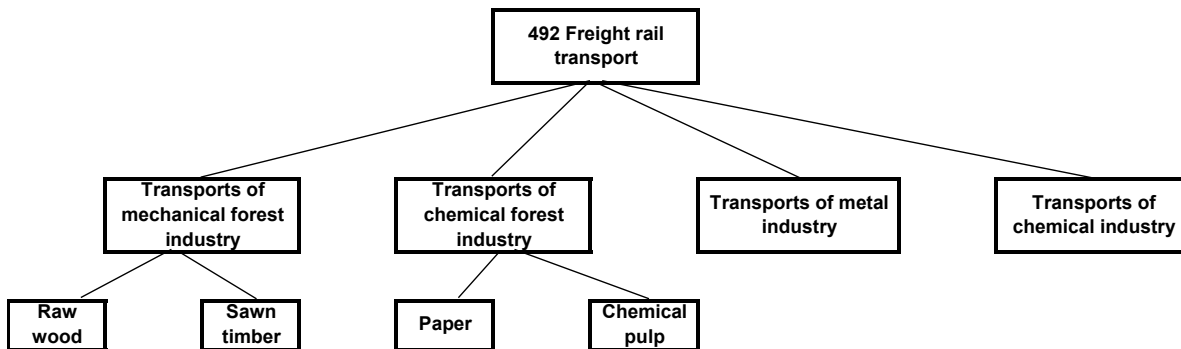 492 Freight rail
transport
Transports of
mechanical forest
industry
Transports of
chemical forest
industry
Transports of metal
industry
Transports of
chemical industry
Raw
wood
Sawn
timber
Paper
Chemical
pulp